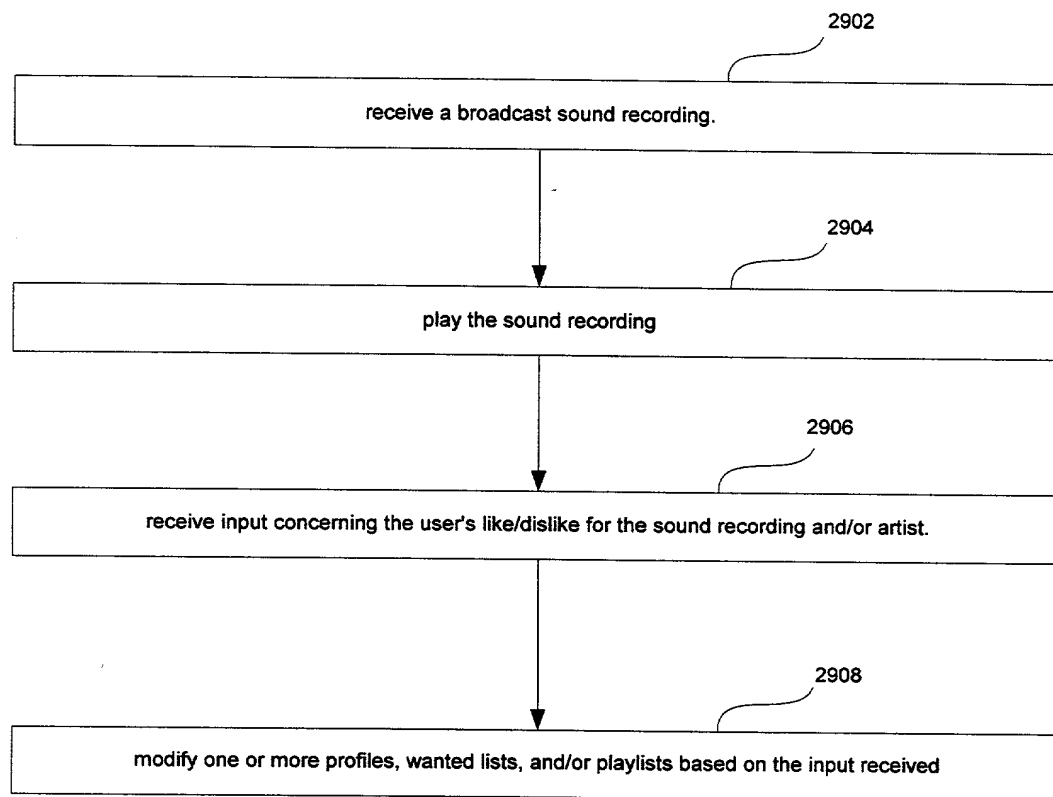 2902
receive a broadcast sound recording.
2904
play the sound recording
2906
receive input concerning the user's like/dislike for the sound recording and/or artist.
2908
modify one or more profiles, wanted lists, and/or playlists based on the input received